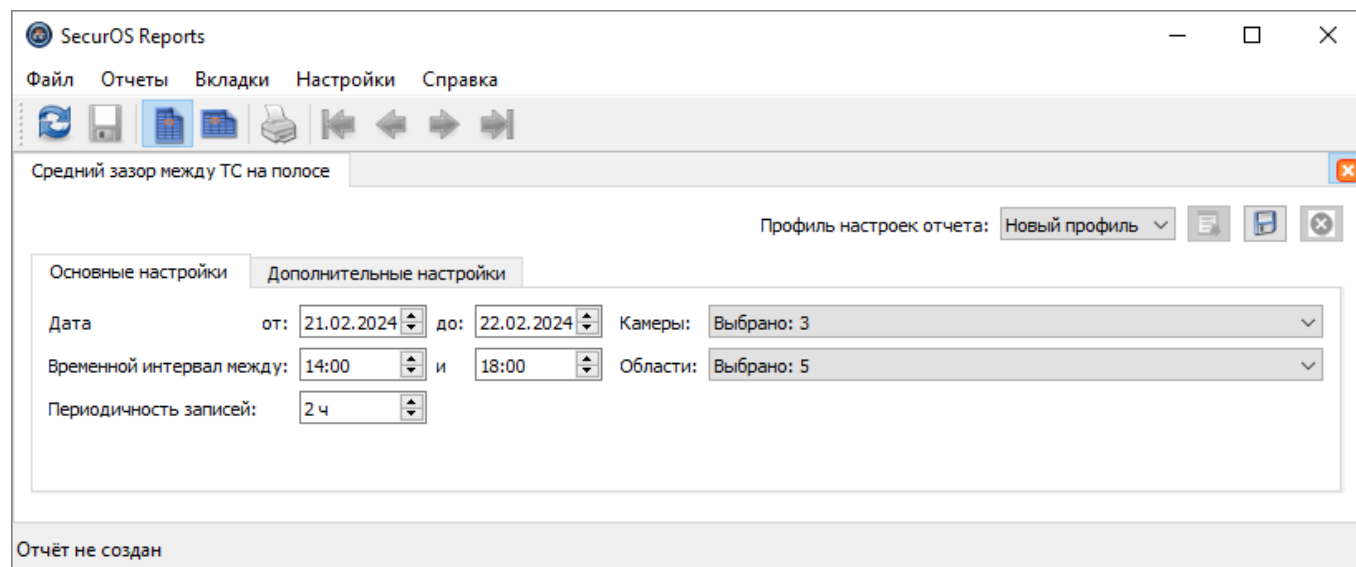 SecurOS Reports
Файл Отчеты Вкладки Настройки Справка
Средний зазор между ТС на полосе
Профиль настроек отчета: Новый профиль
Основные настройки Дополнительные настройки
Дата от: 21.02.2024 до: 22.02.2024 Камеры: Выбрано: 3
Временной интервал между: 14:00 и 18:00 Области: Выбрано: 5
Периодичность записей: 2 ч
Отчёт не создан